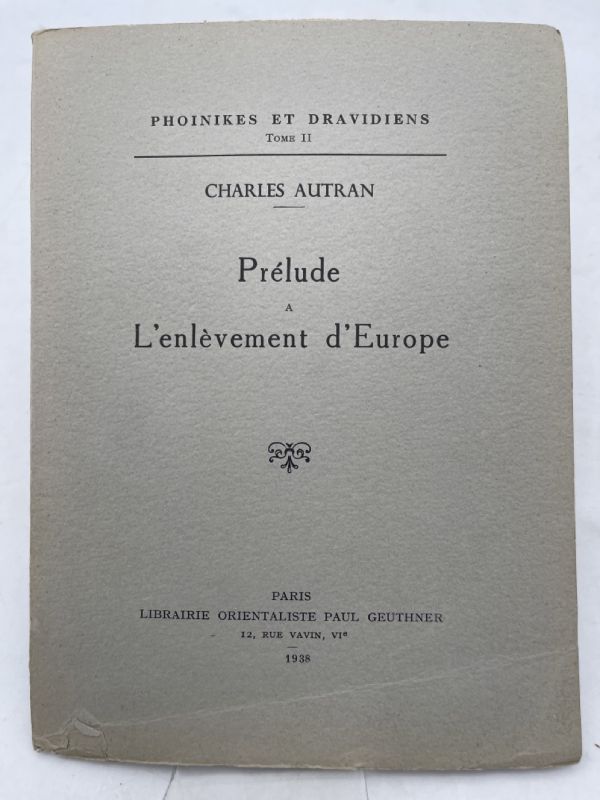 PHOINIKES ET DRAVIDIENS
TOME II
CHARLES AUTRAN
Prélude
A
L'enlèvement d'Europe
PARIS
LIBRAIRIE ORIENTALISTE PAUL GEUTHNER
12, RUE VAVIN, VIe
1938